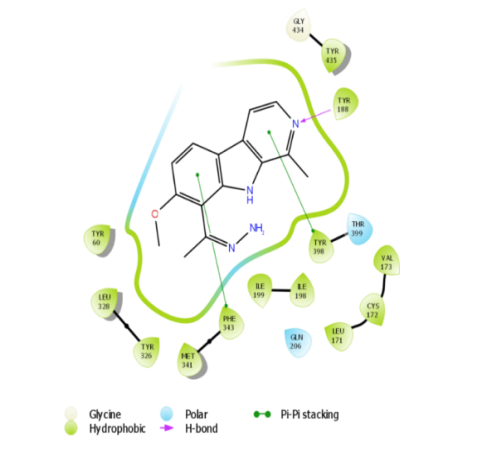 GLY
434
TYR
435
TYR
188
N
N
H
O
NH2
N
THR
399
TYR
398
TYR
60
VAL
173
ILE
199
ILE
198
LEU
328
CYS
172
PHE
343
LEU
171
GLN
206
TYR
326
MET
341
Glycine
Polar
Pi-Pi stacking
Hydrophobic
H-bond